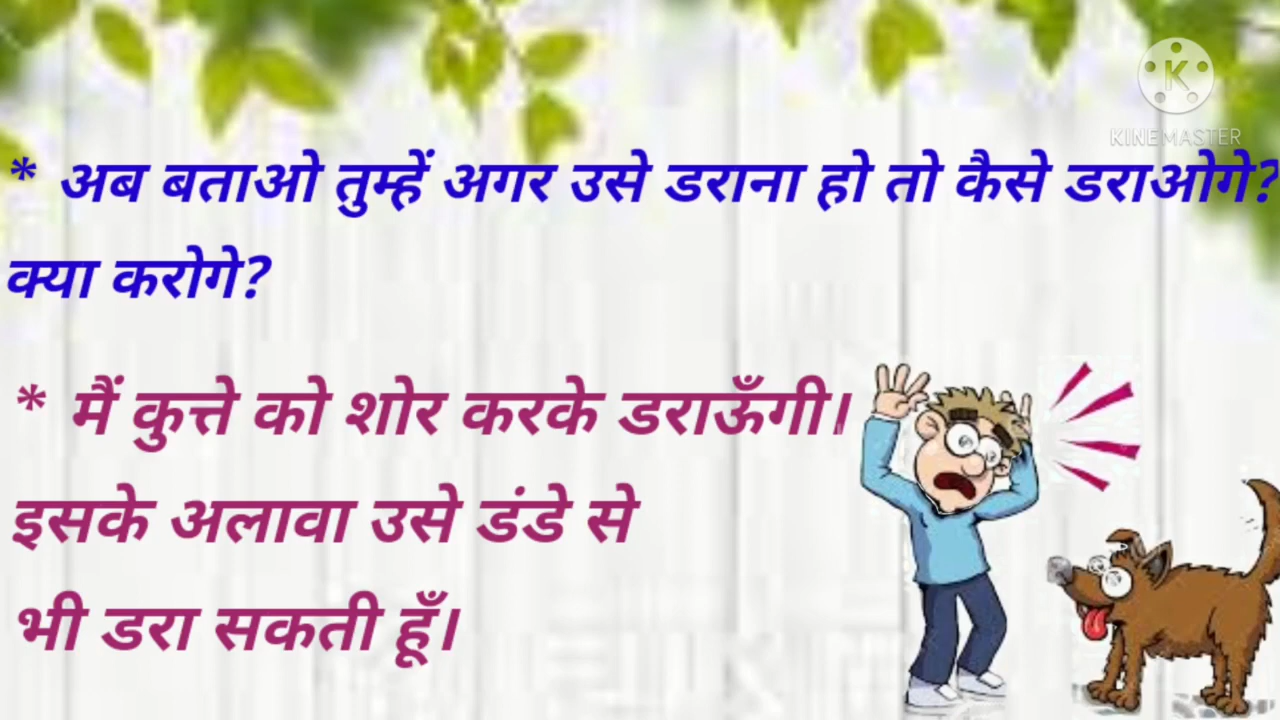 KINEMASTER
* अब बताओ तुम्हें अगर उसे डराना हो तो कैसे डराओगे?
क्या करोगे?
* मैं कुत्ते को शोर करके डराऊँगी।
इसके अलावा उसे डंडे से
भी डरा सकती हूँ।